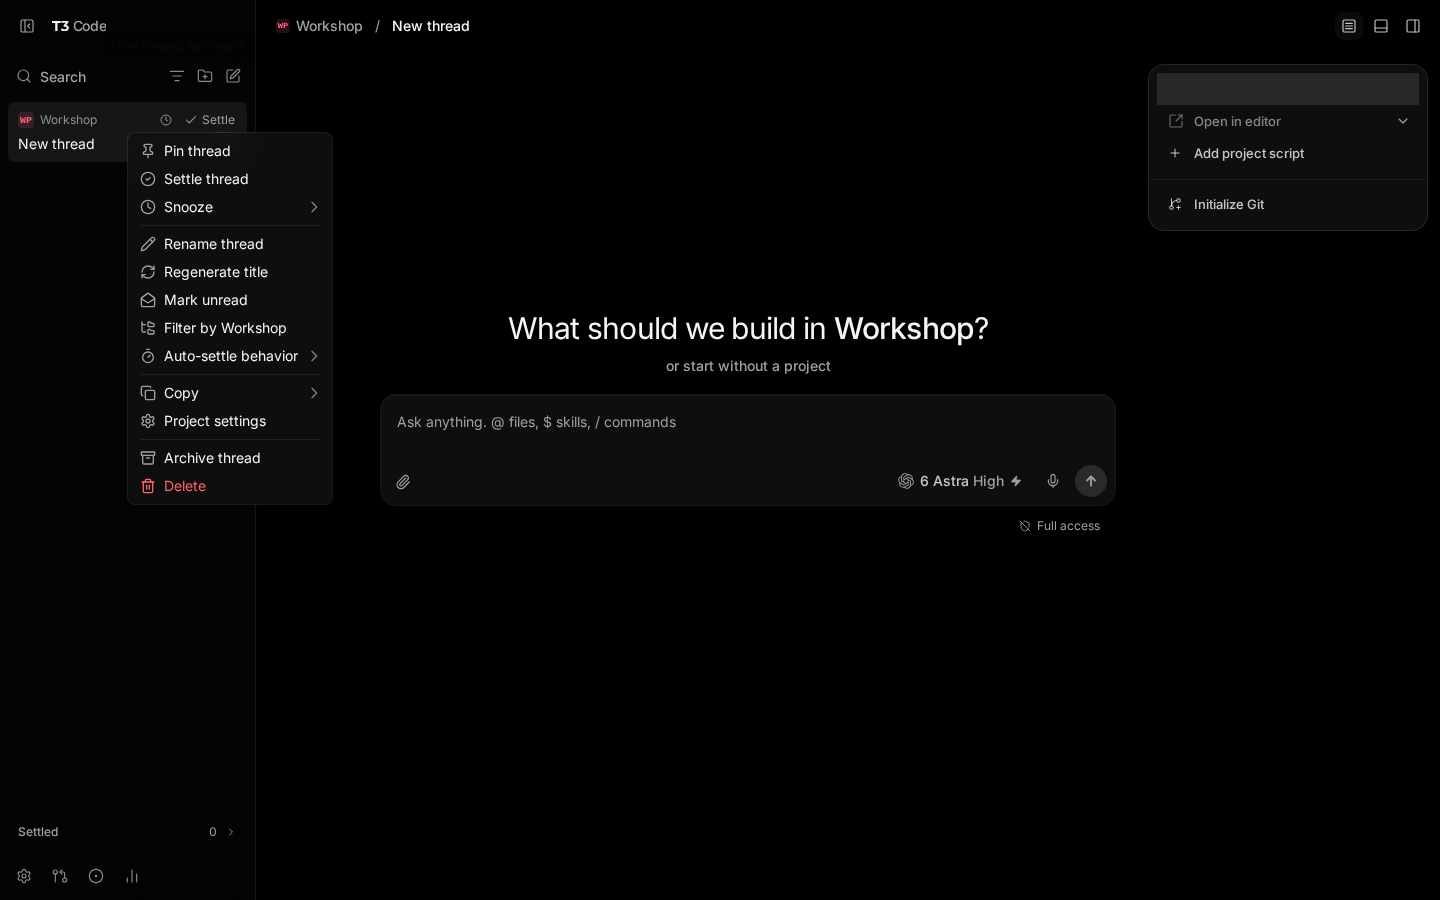 T3 Code
Search
WP Workshop
Settle
New thread
Pin thread
Settle thread
Snooze
Rename thread
Regenerate title
Mark unread
Filter by Workshop
Auto-settle behavior
Copy
Project settings
Archive thread
Delete
Settled 0
WP Workshop / New thread
What should we build in Workshop?
or start without a project
Ask anything. @ files, $ skills, / commands
6 Astra High
Full access
Open in editor
Add project script
Initialize Git